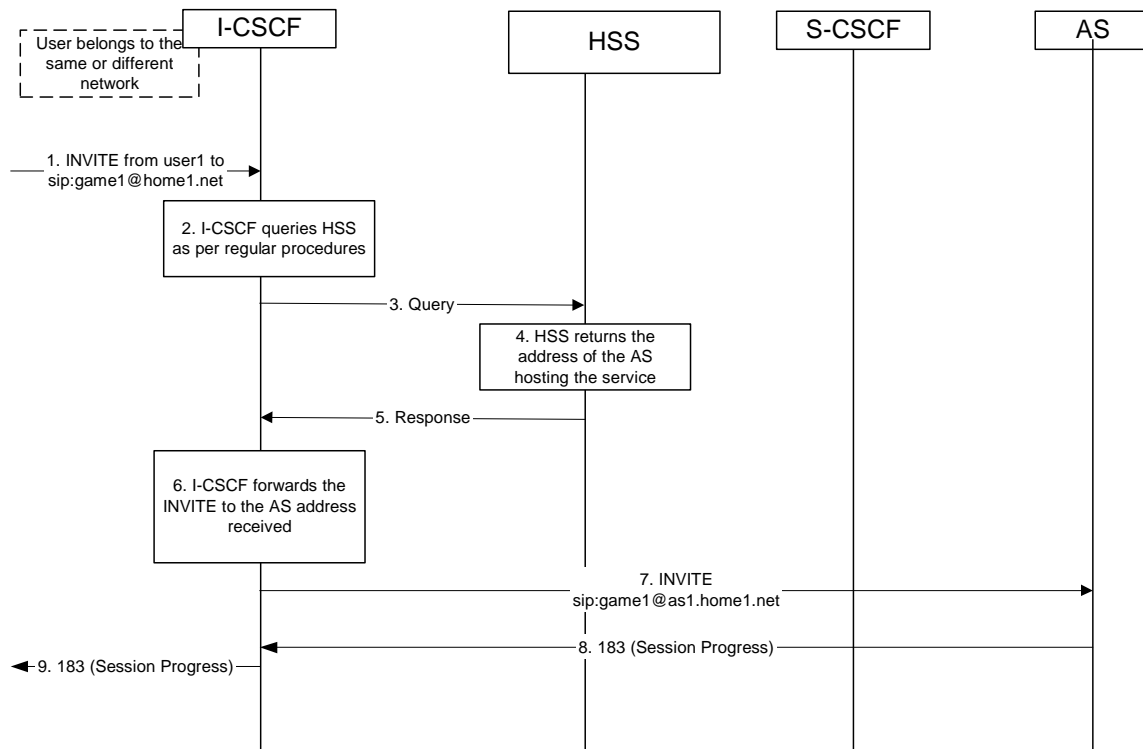 I-CSCF
HSS
S-CSCF
AS
User belongs to the
same or different
network
1. INVITE from user1 to
sip:game1@home1.net
2. I-CSCF queries HSS
as per regular procedures
3. Query
4. HSS returns the
address of the AS
hosting the service
5. Response
6. I-CSCF forwards the
INVITE to the AS address
received
7. INVITE
sip:game1@as1.home1.net
8. 183 (Session Progress)
9. 183 (Session Progress)